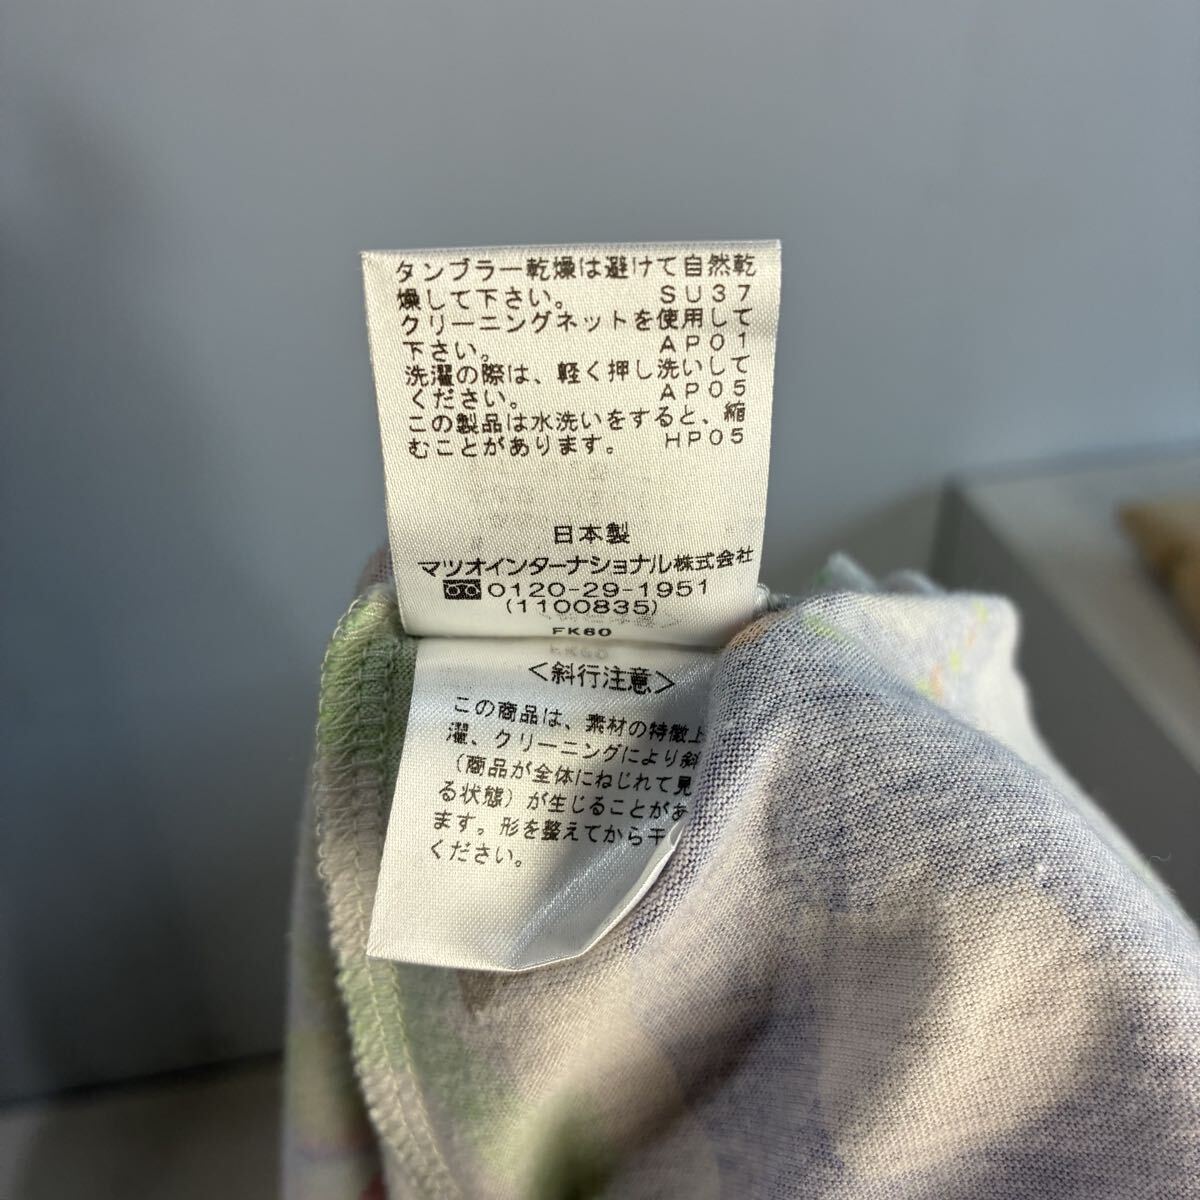 タンブラー乾燥は避けて自然乾
燥して下さい。 SU37
クリーニングネットを使用して
下さい。 AP01
洗濯の際は、軽く押し洗いして
ください。 AP05
この製品は水洗いをすると、縮
むことがあります。 HP05
日本製
マツオインターナショナル株式会社
0120-29-1951
(1100835)
FK60
<斜行注意>
この商品は、素材の特徴上
濯、クリーニングにより斜
(商品が全体にねじれて見
る状態)が生じることがあ
ます。形を整えてから干
ください。